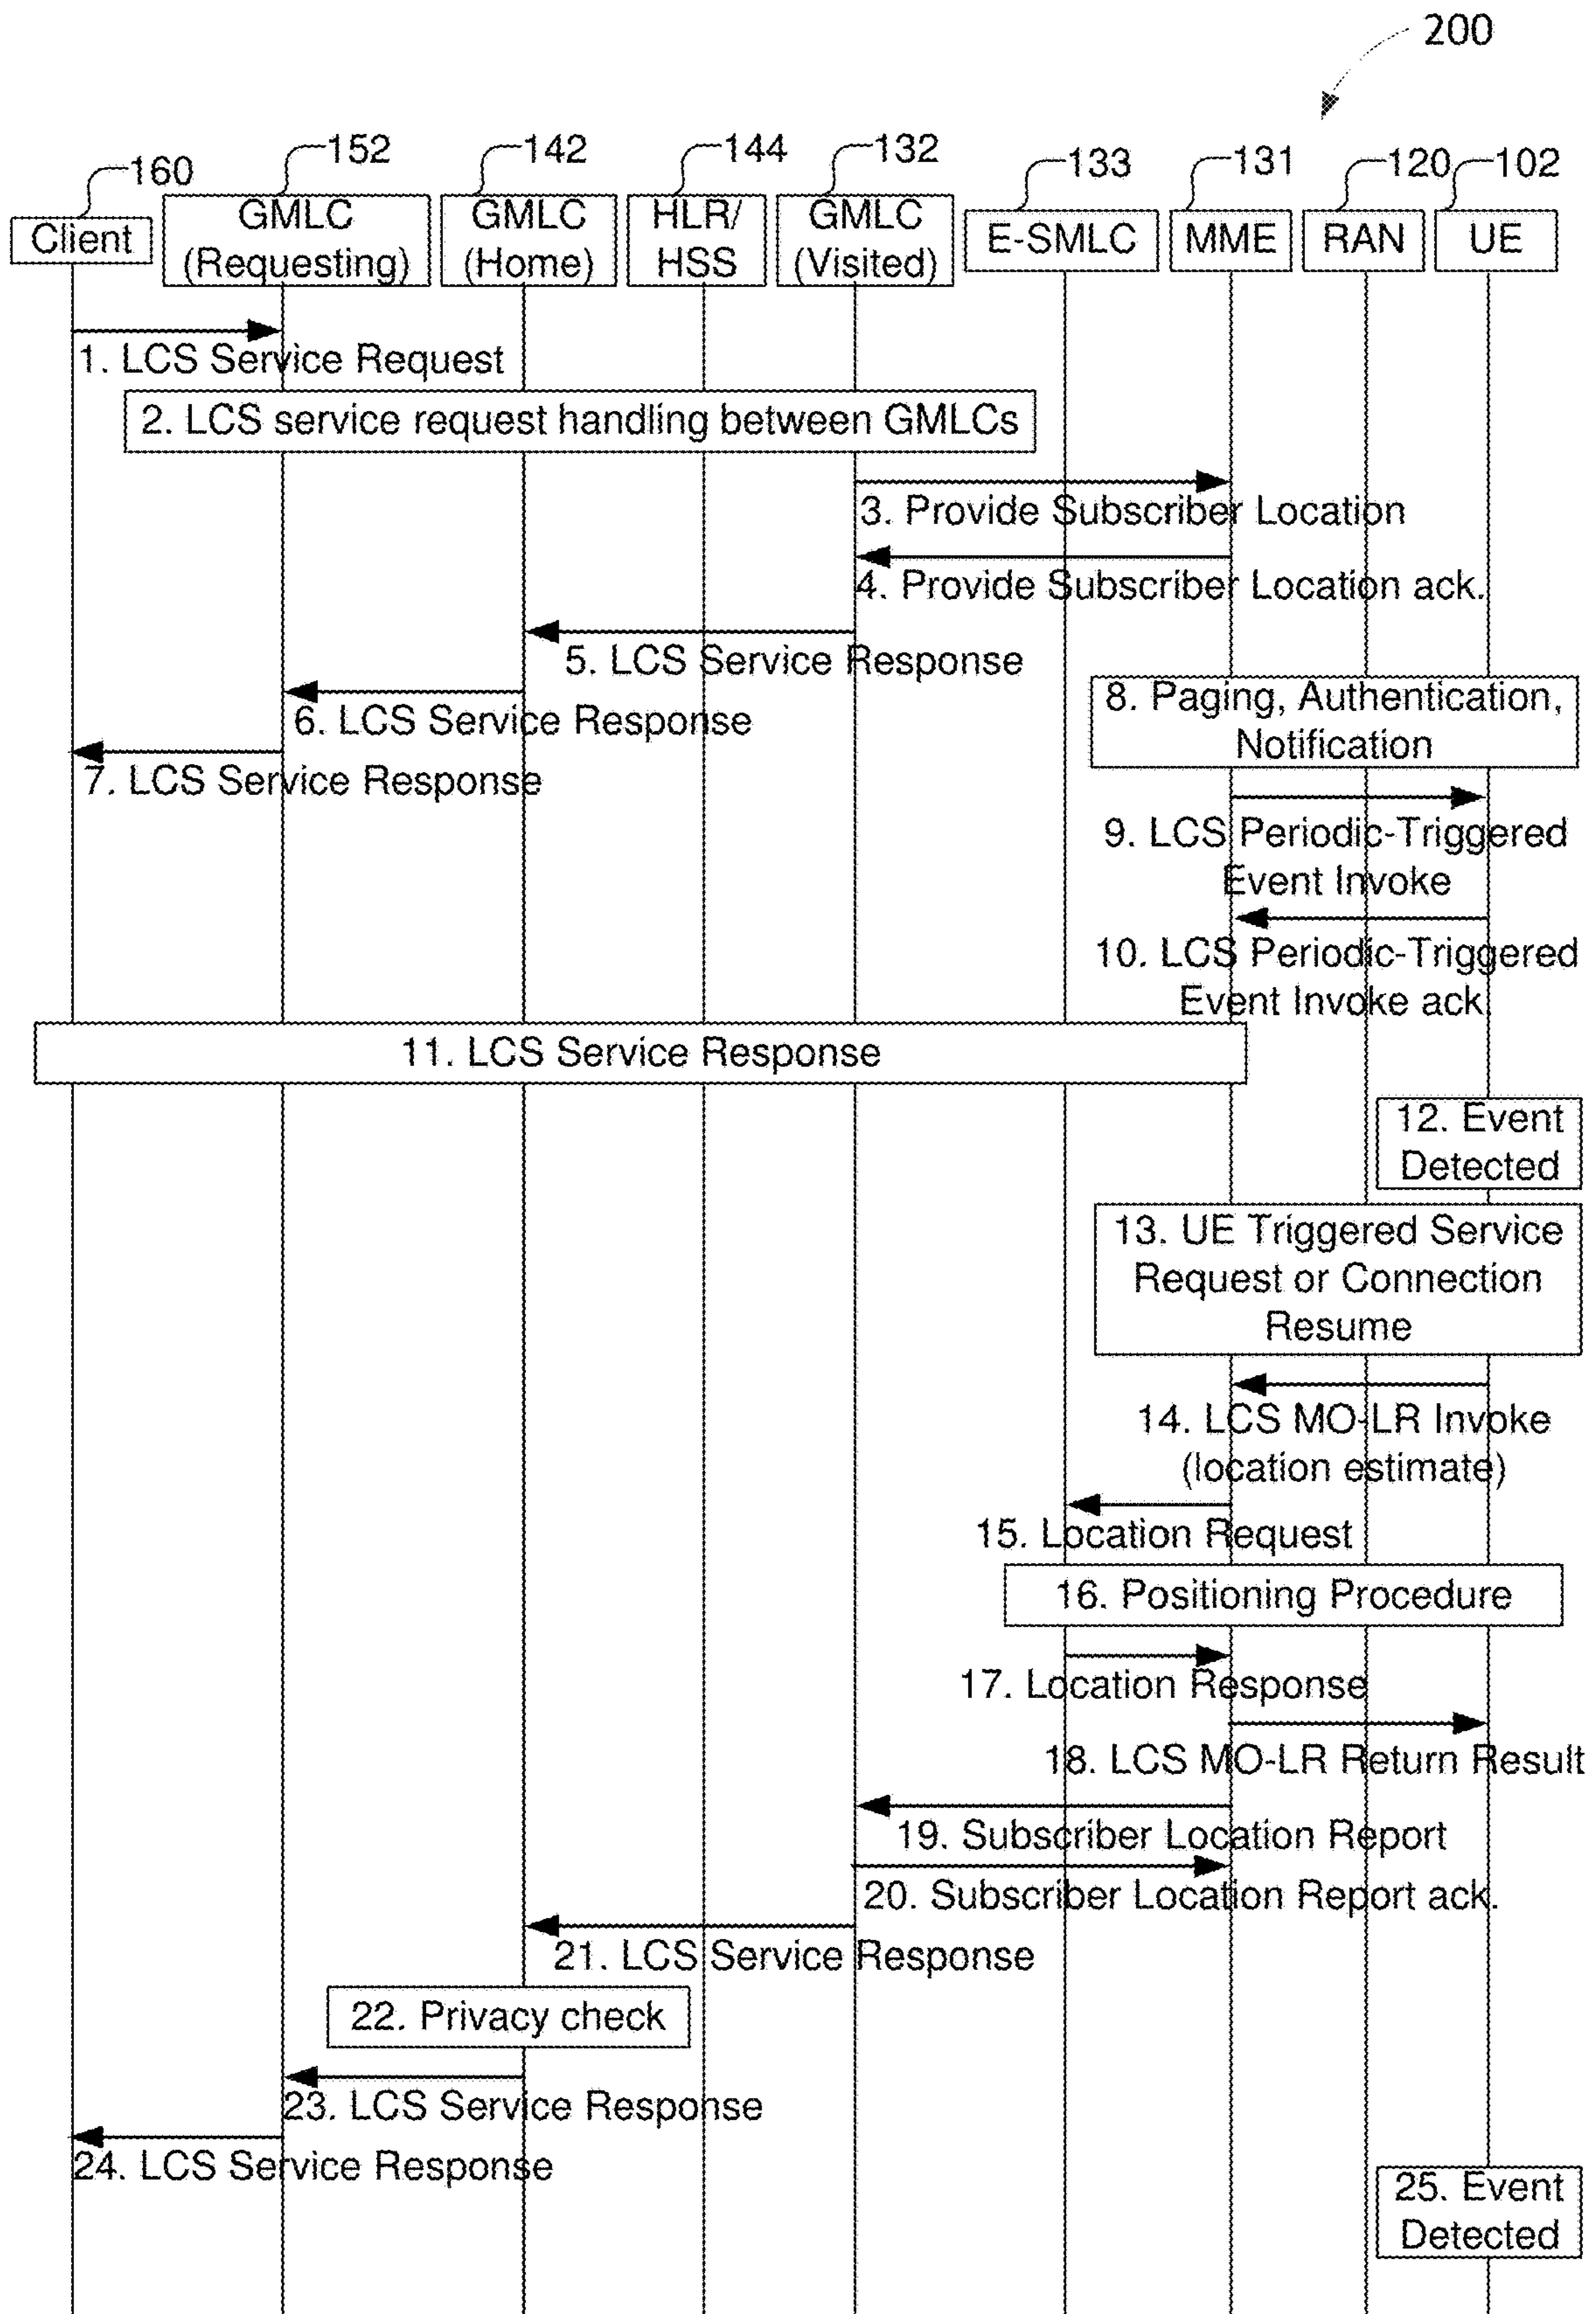 200
160
152
142
144
132
133
131
120
102
Client
GMLC
(Requesting)
GMLC
(Home)
HLR/
HSS
GMLC
(Visited)
E-SMLC
MME
RAN
UE
1. LCS Service Request
2. LCS service request handling between GMLCs
3. Provide Subscriber Location
4. Provide Subscriber Location ack.
5. LCS Service Response
6. LCS Service Response
7. LCS Service Response
8. Paging, Authentication,
Notification
9. LCS Periodic-Triggered
Event Invoke
10. LCS Periodic-Triggered
Event Invoke ack.
11. LCS Service Response
12. Event
Detected
13. UE Triggered Service
Request or Connection
Resume
14. LCS MO-LR Invoke
(location estimate)
15. Location Request
16. Positioning Procedure
17. Location Response
18. LCS MO-LR Return Result
19. Subscriber Location Report
20. Subscriber Location Report ack.
21. LCS Service Response
22. Privacy check
23. LCS Service Response
24. LCS Service Response
25. Event
Detected